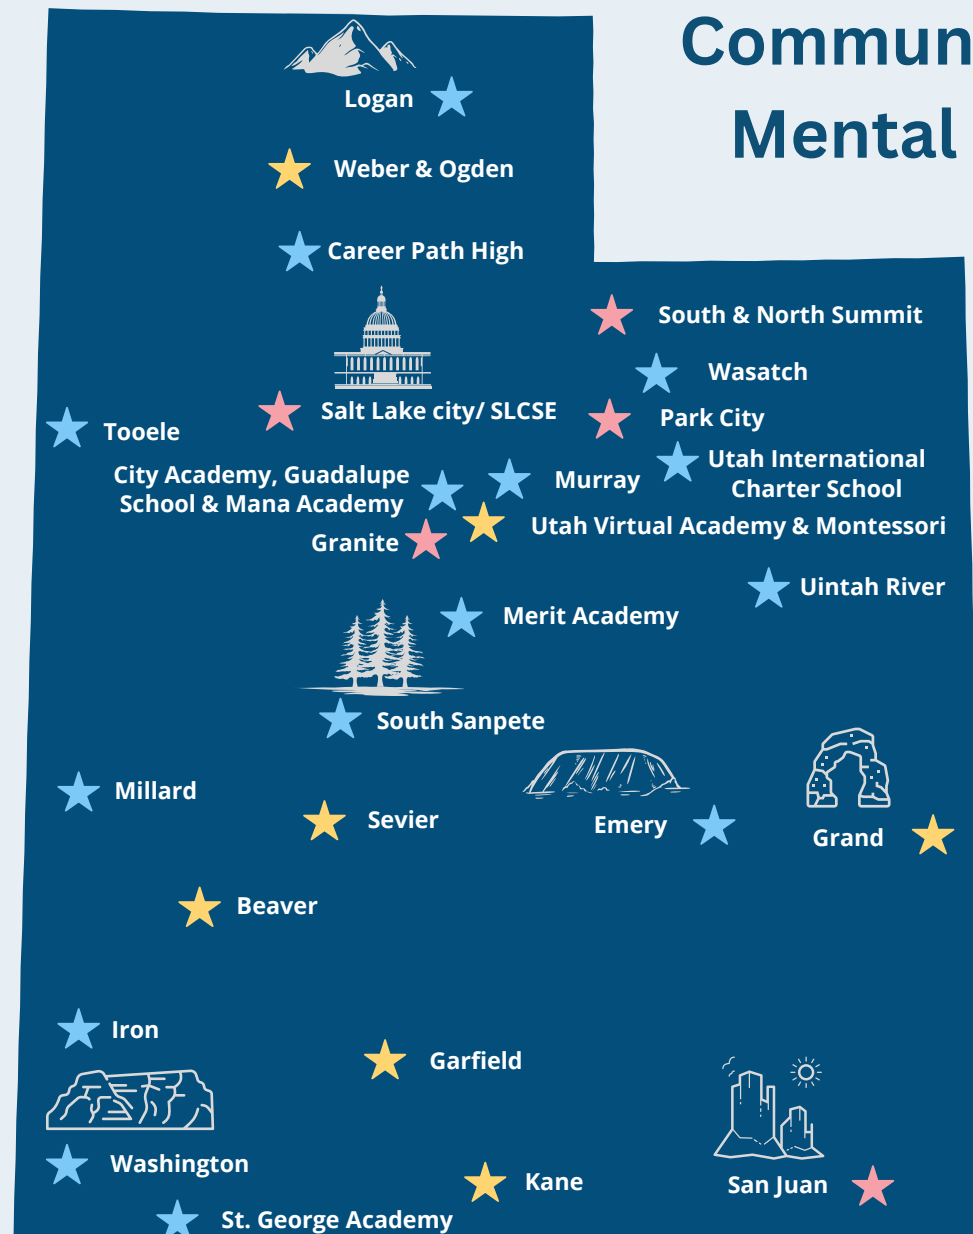 Commun
Mental
Logan
Weber & Ogden
Career Path High
South & North Summit
Wasatch
Salt Lake city/ SLCSE
Park City
Tooele
Utah International
Charter School
City Academy, Guadalupe
School & Mana Academy
Murray
Utah Virtual Academy & Montessori
Granite
Uintah River
Merit Academy
South Sanpete
Millard
Sevier
Emery
Grand
Beaver
Iron
Garfield
Washington
Kane
San Juan
St. George Academy